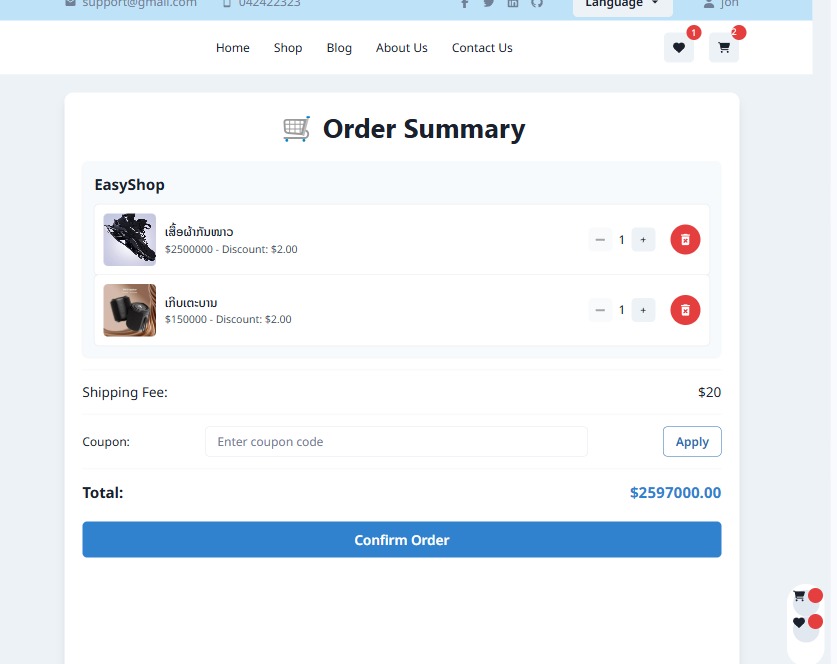 support@gmail.com 042422323 Language jon
Home Shop Blog About Us Contact Us 1 2
Order Summary
EasyShop
ເສື້ອຜ້າກັນໜາວ
$2500000 - Discount: $2.00
1 +
ເກີບເຕະບານ
$150000 - Discount: $2.00
1 +
Shipping Fee: $20
Coupon: Enter coupon code Apply
Total: $2597000.00
Confirm Order